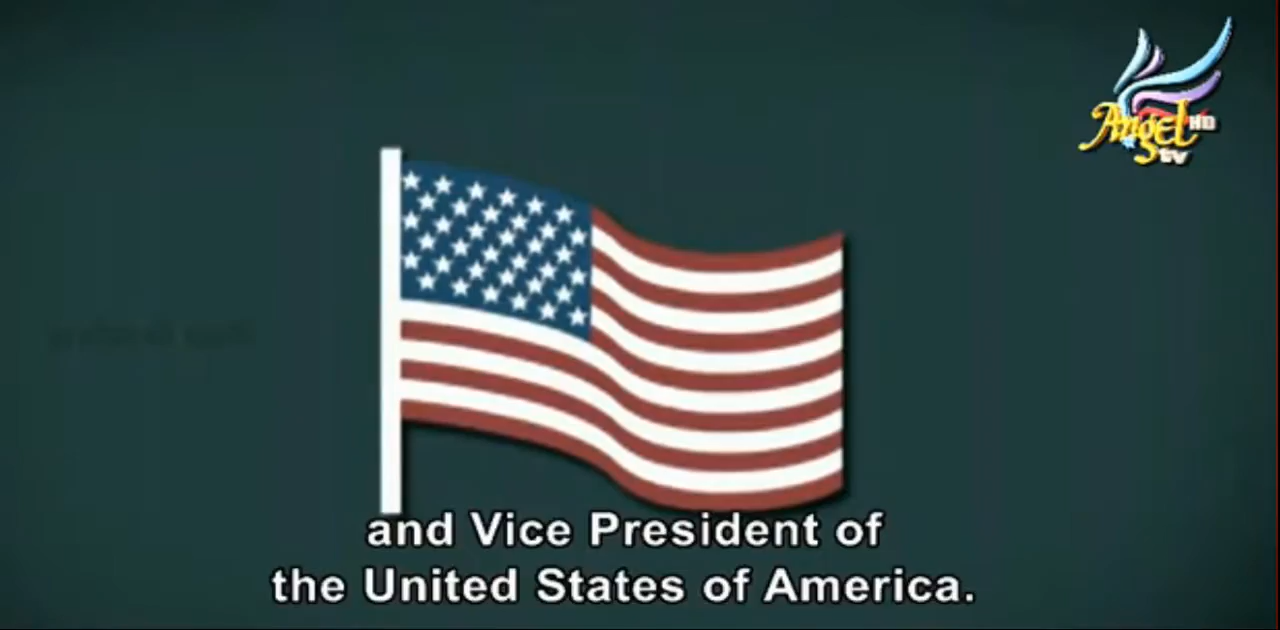 Angel HD
tv
and Vice President of
the United States of America.